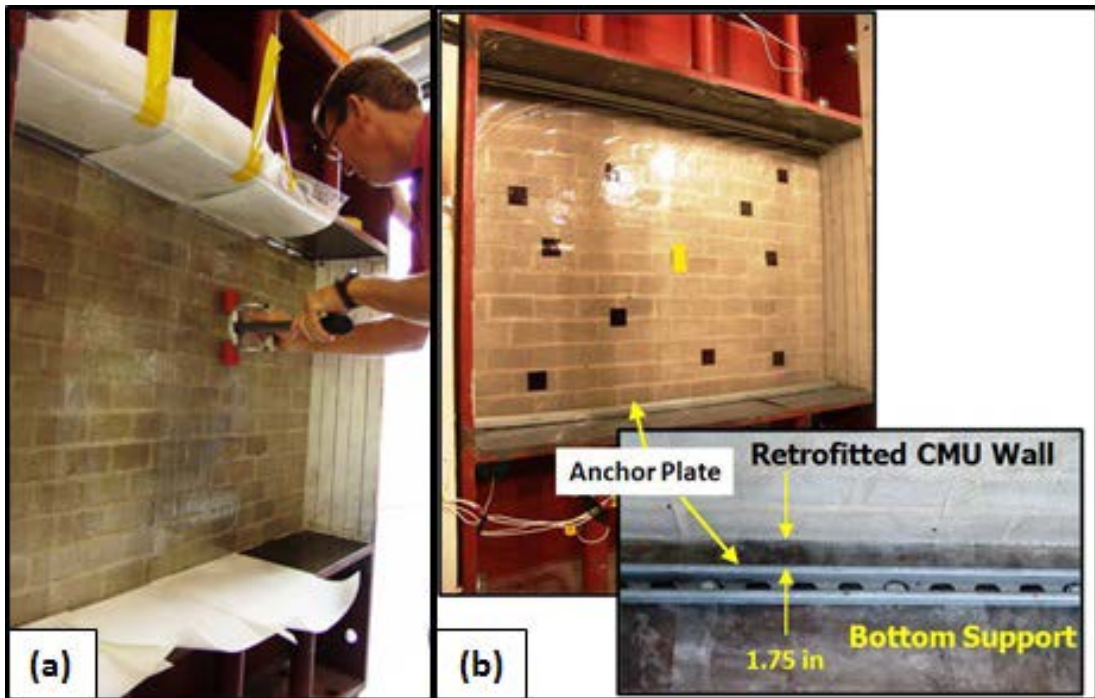 (a)
(b)
Anchor Plate
Retrofitted CMU Wall
Bottom Support
1.75 in